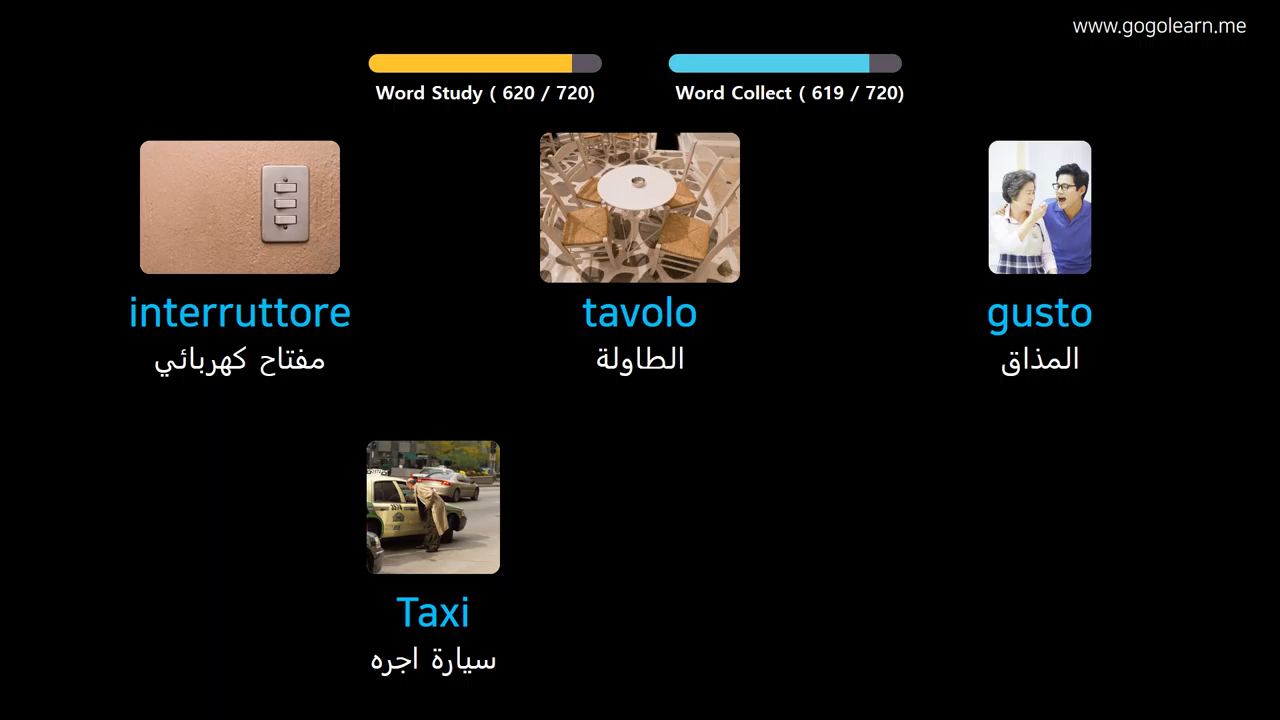 www.gogolearn.me
Word Study ( 620 / 720)
Word Collect ( 619 / 720)
interruttore
مفتاح كهربائي
tavolo
الطاولة
gusto
المذاق
Taxi
سيارة اجره